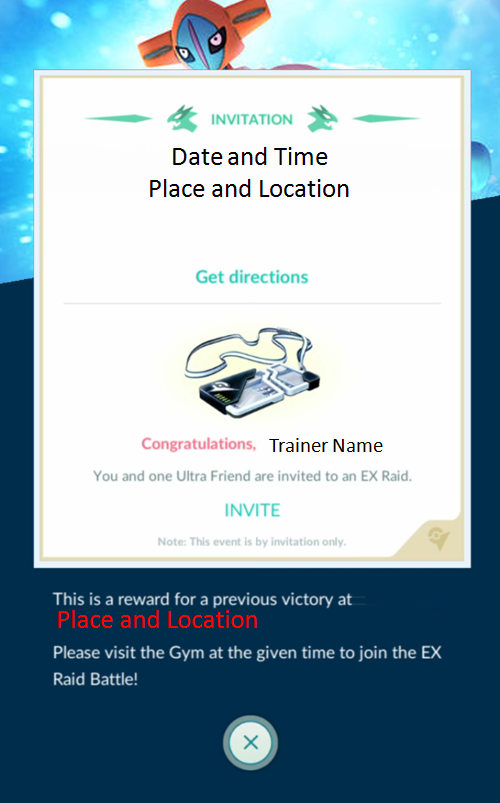 INVITATION
Date and Time
Place and Location
Get directions
Congratulations, Trainer Name
You and one Ultra Friend are invited to an EX Raid.
INVITE
Note: This event is by invitation only.
This is a reward for a previous victory at
Place and Location
Please visit the Gym at the given time to join the EX
Raid Battle!